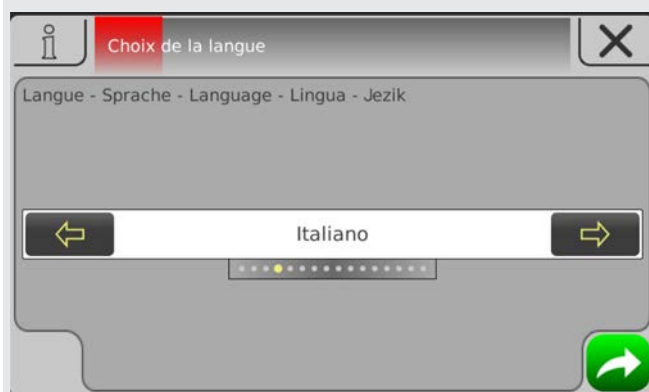 Choix de la langue
Langue - Sprache - Language - Lingua - Jezik
Italiano